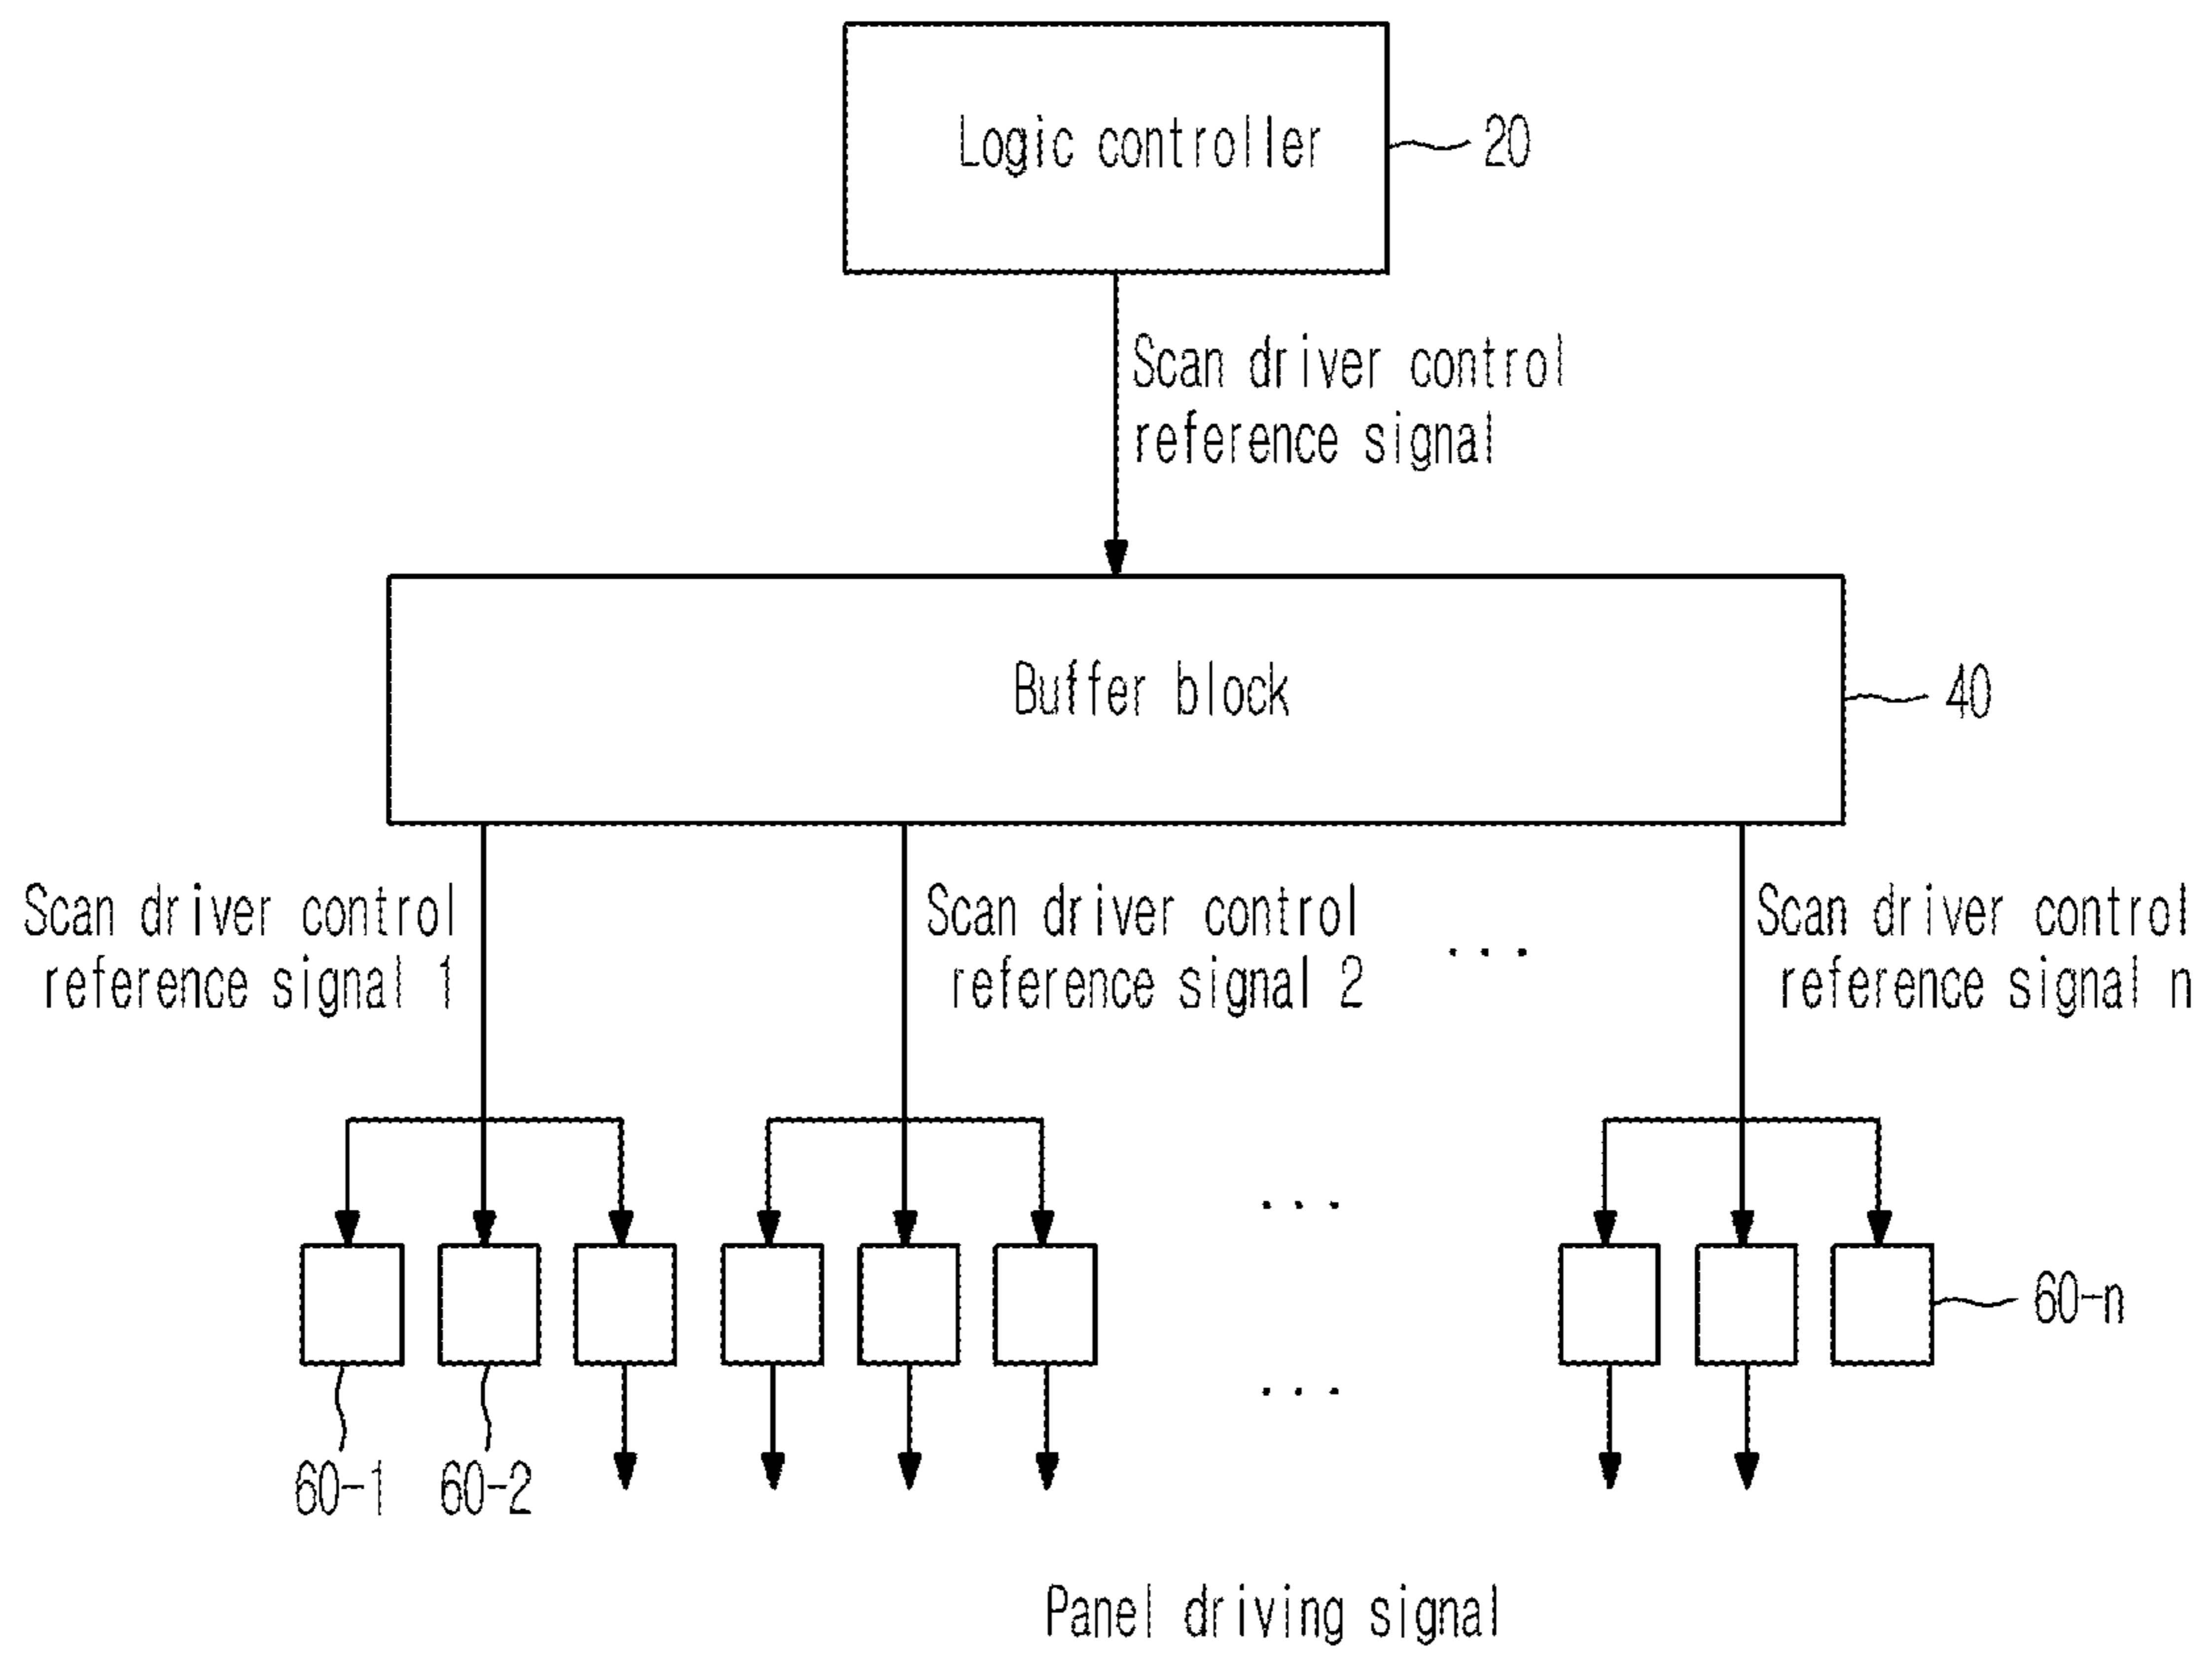 Logic controller
20
Scan driver control
reference signal
Buffer block
40
Scan driver control
reference signal 1
Scan driver control
reference signal 2
...
Scan driver control
reference signal n
...
60-n
...
60-1
60-2
Panel driving signal